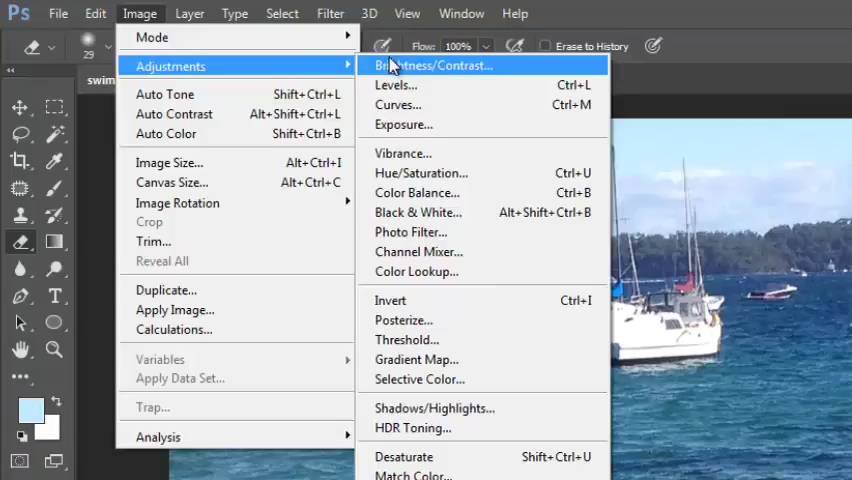 Ps File Edit Image Layer Type Select Filter 3D View Window Help
29 Flow: 100% Erase to History
swim
Mode
Adjustments
Auto Tone Shift+Ctrl+L
Auto Contrast Alt+Shift+Ctrl+L
Auto Color Shift+Ctrl+B
Image Size... Alt+Ctrl+I
Canvas Size... Alt+Ctrl+C
Image Rotation
Crop
Trim...
Reveal All
Duplicate...
Apply Image...
Calculations...
Variables
Apply Data Set...
Trap...
Analysis
Brightness/Contrast...
Levels... Ctrl+L
Curves... Ctrl+M
Exposure...
Vibrance...
Hue/Saturation... Ctrl+U
Color Balance... Ctrl+B
Black & White... Alt+Shift+Ctrl+B
Photo Filter...
Channel Mixer...
Color Lookup...
Invert Ctrl+I
Posterize...
Threshold...
Gradient Map...
Selective Color...
Shadows/Highlights...
HDR Toning...
Desaturate Shift+Ctrl+U
Match Color...